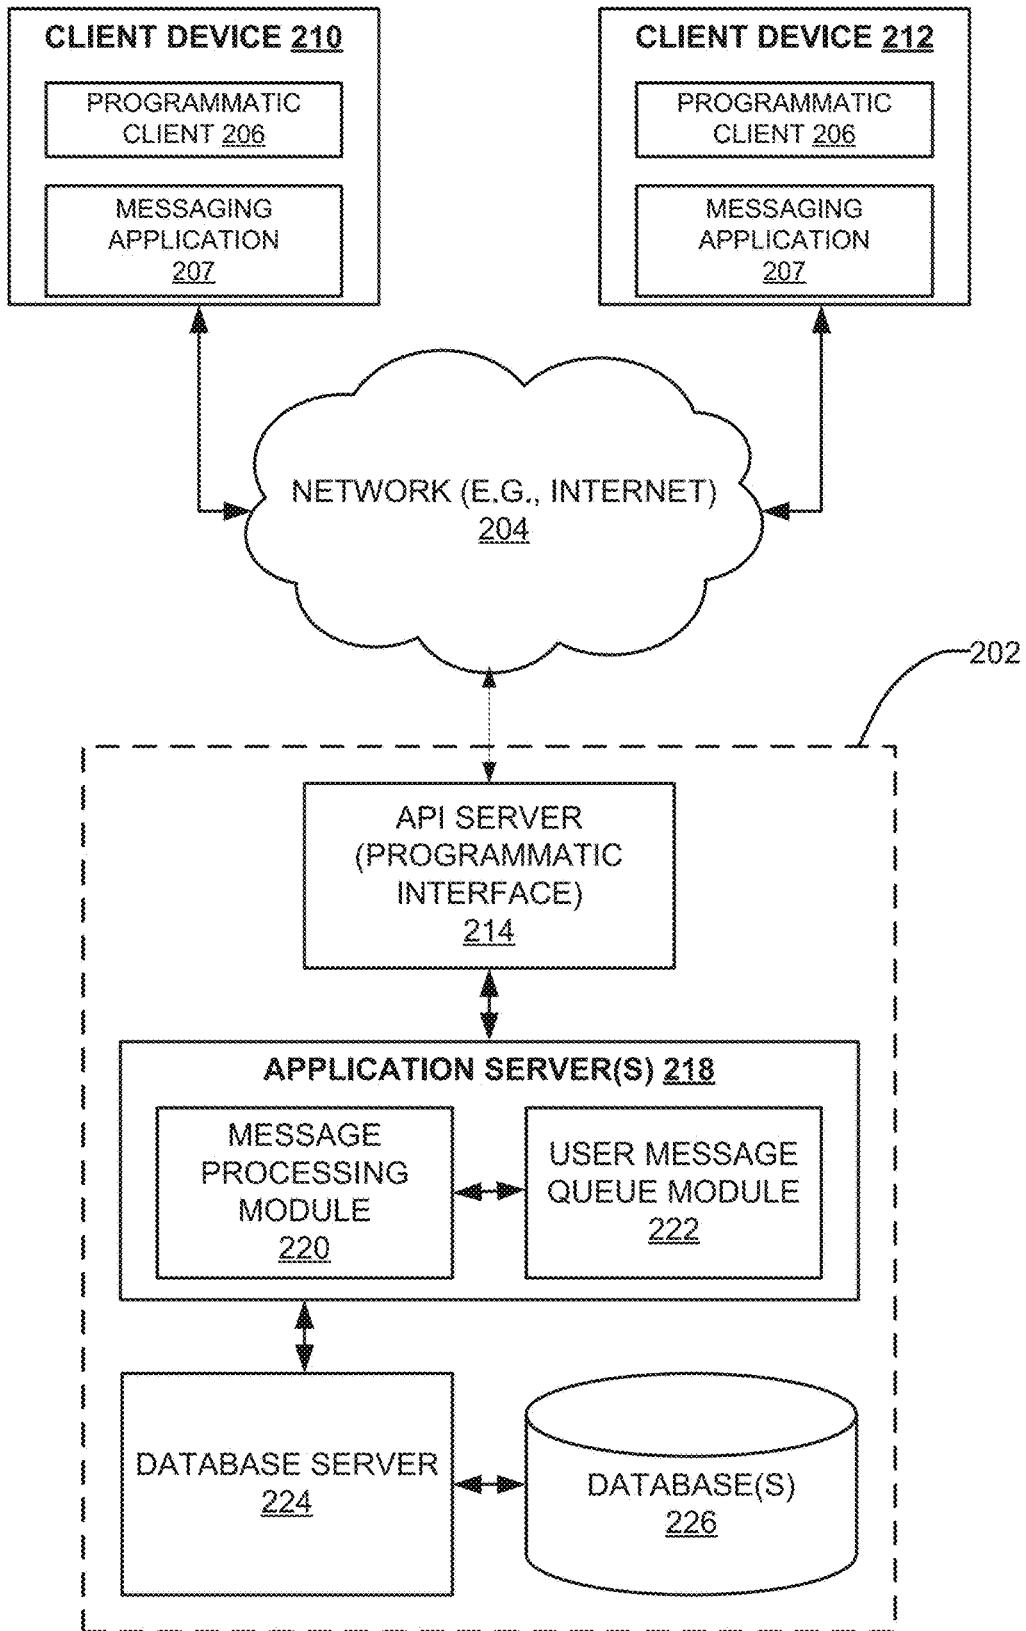 CLIENT DEVICE 210
PROGRAMMATIC
CLIENT 206
MESSAGING
APPLICATION
207
CLIENT DEVICE 212
PROGRAMMATIC
CLIENT 206
MESSAGING
APPLICATION
207
NETWORK (E.G., INTERNET)
204
202
API SERVER
(PROGRAMMATIC
INTERFACE)
214
APPLICATION SERVER(S) 218
MESSAGE
PROCESSING
MODULE
220
USER MESSAGE
QUEUE MODULE
222
DATABASE SERVER
224
DATABASE(S)
226